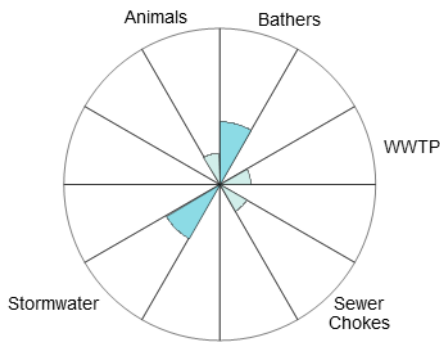 Animals
Bathers
WWTP
Stormwater
Sewer
Chokes